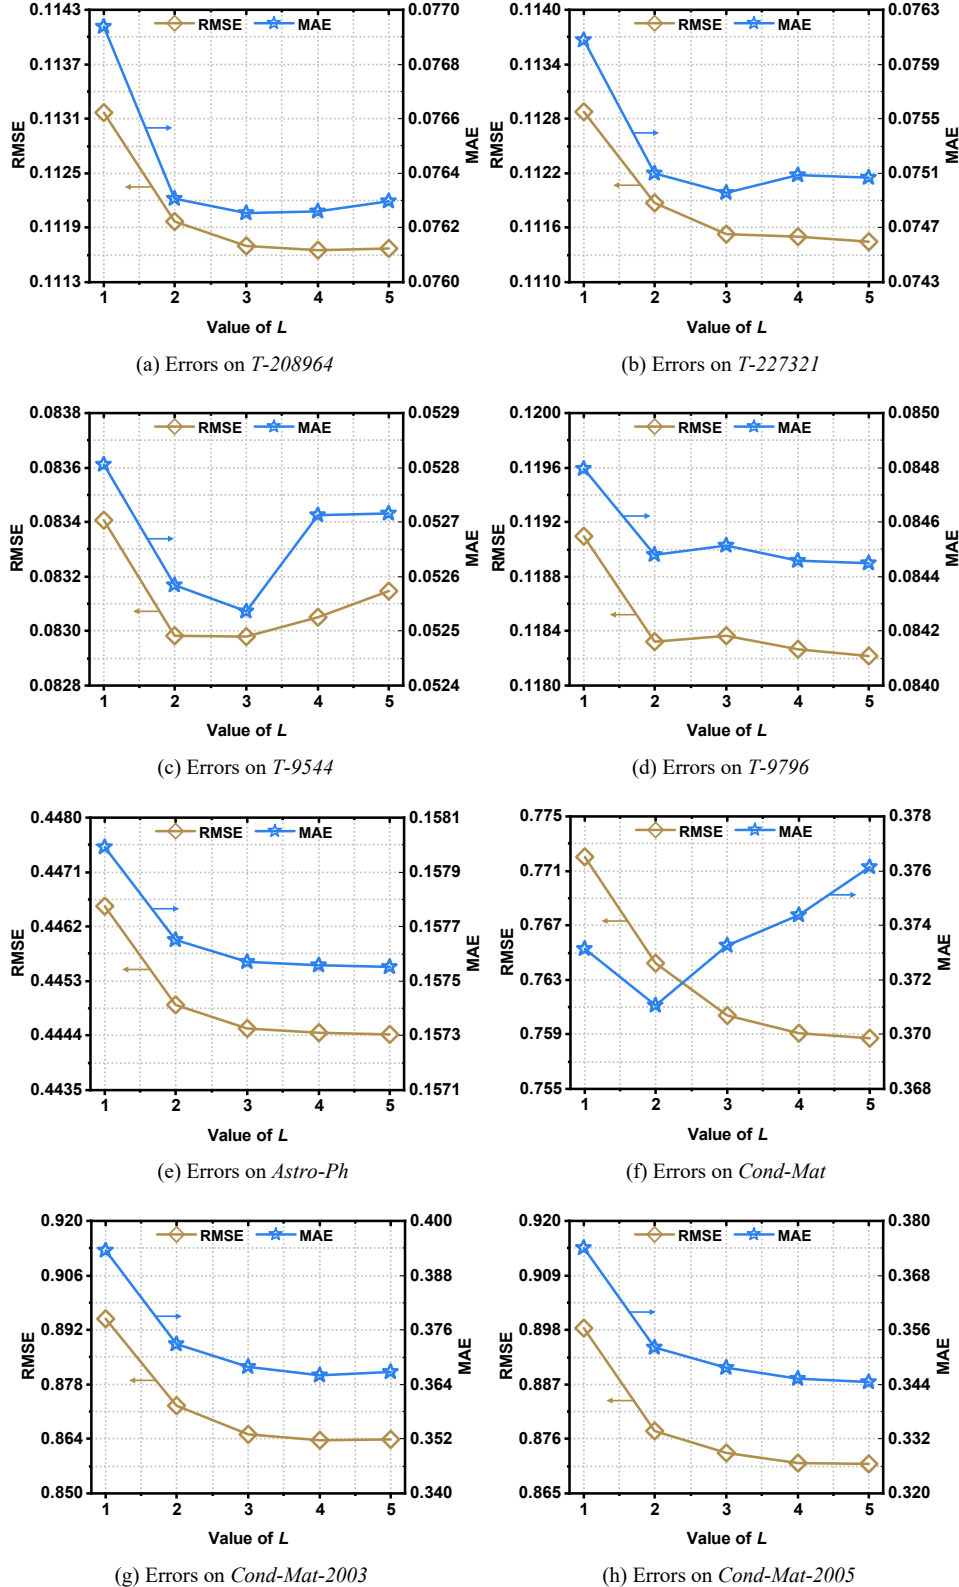 RMSE MAE
0.1143
0.1137
0.1131
0.1125
0.1119
0.1113
RMSE
0.0770
0.0768
0.0766
0.0764
0.0762
0.0760
MAE
1 2 3 4 5
Value of L
(a) Errors on T-208964
RMSE MAE
0.1140
0.1134
0.1128
0.1122
0.1116
0.1110
RMSE
0.0763
0.0759
0.0755
0.0751
0.0747
0.0743
MAE
1 2 3 4 5
Value of L
(b) Errors on T-227321
RMSE MAE
0.0838
0.0836
0.0834
0.0832
0.0830
0.0828
RMSE
0.0529
0.0528
0.0527
0.0526
0.0525
0.0524
MAE
1 2 3 4 5
Value of L
(c) Errors on T-9544
RMSE MAE
0.1200
0.1196
0.1192
0.1188
0.1184
0.1180
RMSE
0.0850
0.0848
0.0846
0.0844
0.0842
0.0840
MAE
1 2 3 4 5
Value of L
(d) Errors on T-9796
RMSE MAE
0.4480
0.4471
0.4462
0.4453
0.4444
0.4435
RMSE
0.1581
0.1579
0.1577
0.1575
0.1573
0.1571
MAE
1 2 3 4 5
Value of L
(e) Errors on Astro-Ph
RMSE MAE
0.775
0.771
0.767
0.763
0.759
0.755
RMSE
0.378
0.376
0.374
0.372
0.370
0.368
MAE
1 2 3 4 5
Value of L
(f) Errors on Cond-Mat
RMSE MAE
0.920
0.906
0.892
0.878
0.864
0.850
RMSE
0.400
0.388
0.376
0.364
0.352
0.340
MAE
1 2 3 4 5
Value of L
(g) Errors on Cond-Mat-2003
RMSE MAE
0.920
0.909
0.898
0.887
0.876
0.865
RMSE
0.380
0.368
0.356
0.344
0.332
0.320
MAE
1 2 3 4 5
Value of L
(h) Errors on Cond-Mat-2005